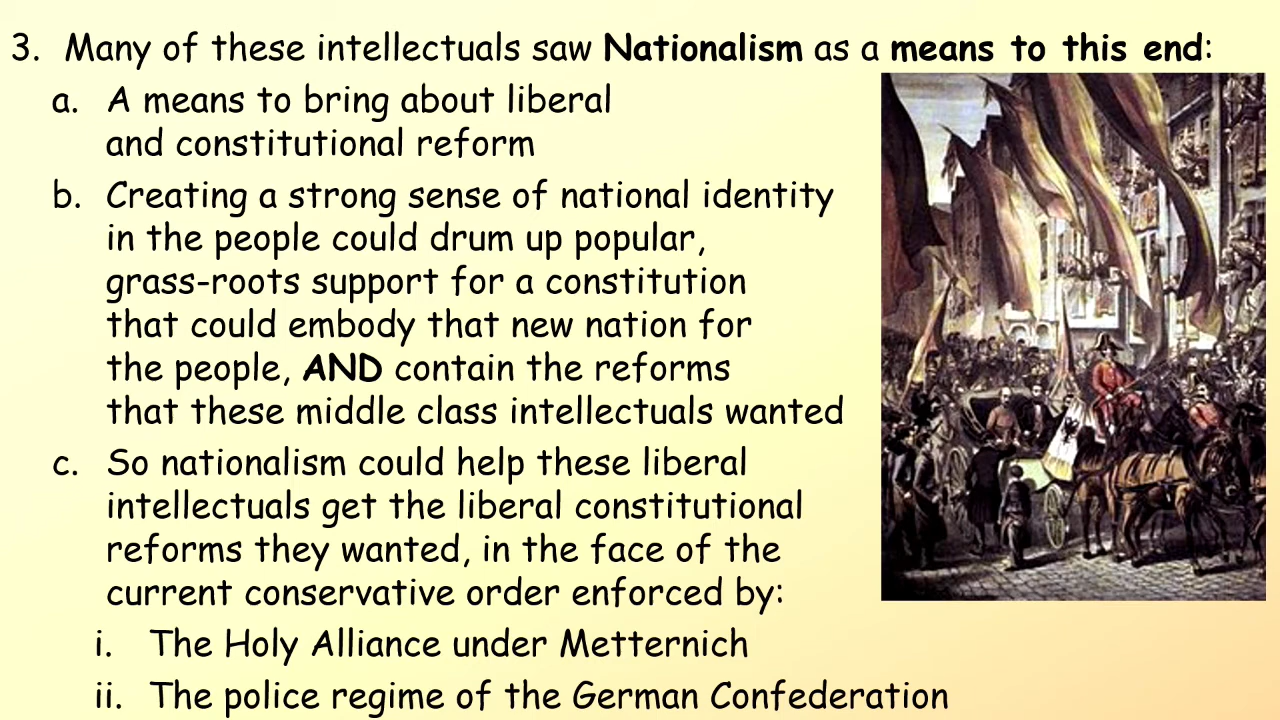 3. Many of these intellectuals saw Nationalism as a means to this end:
a. A means to bring about liberal
and constitutional reform
b. Creating a strong sense of national identity
in the people could drum up popular,
grass-roots support for a constitution
that could embody that new nation for
the people, AND contain the reforms
that these middle class intellectuals wanted
c. So nationalism could help these liberal
intellectuals get the liberal constitutional
reforms they wanted, in the face of the
current conservative order enforced by:
i. The Holy Alliance under Metternich
ii. The police regime of the German Confederation